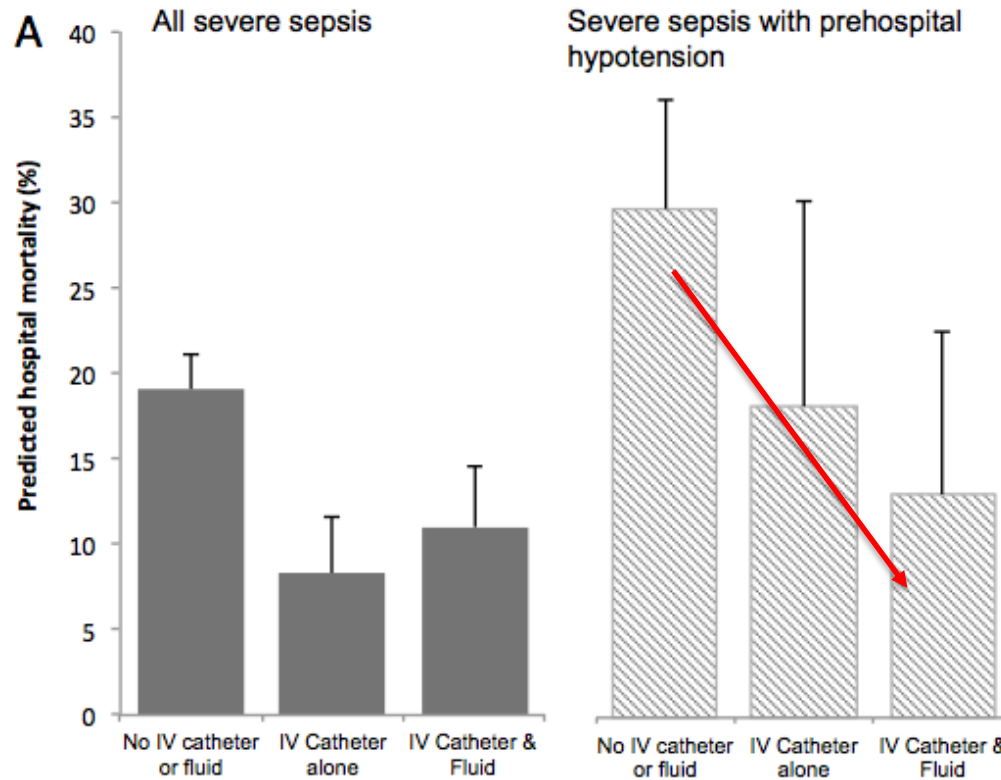 A
All severe sepsis
Severe sepsis with prehospital
hypotension
Predicted hospital mortality (%)
40
35
30
25
20
15
10
5
0
No IV catheter
or fluid
IV Catheter
alone
IV Catheter &
Fluid
No IV catheter
or fluid
IV Catheter
alone
IV Catheter &
Fluid